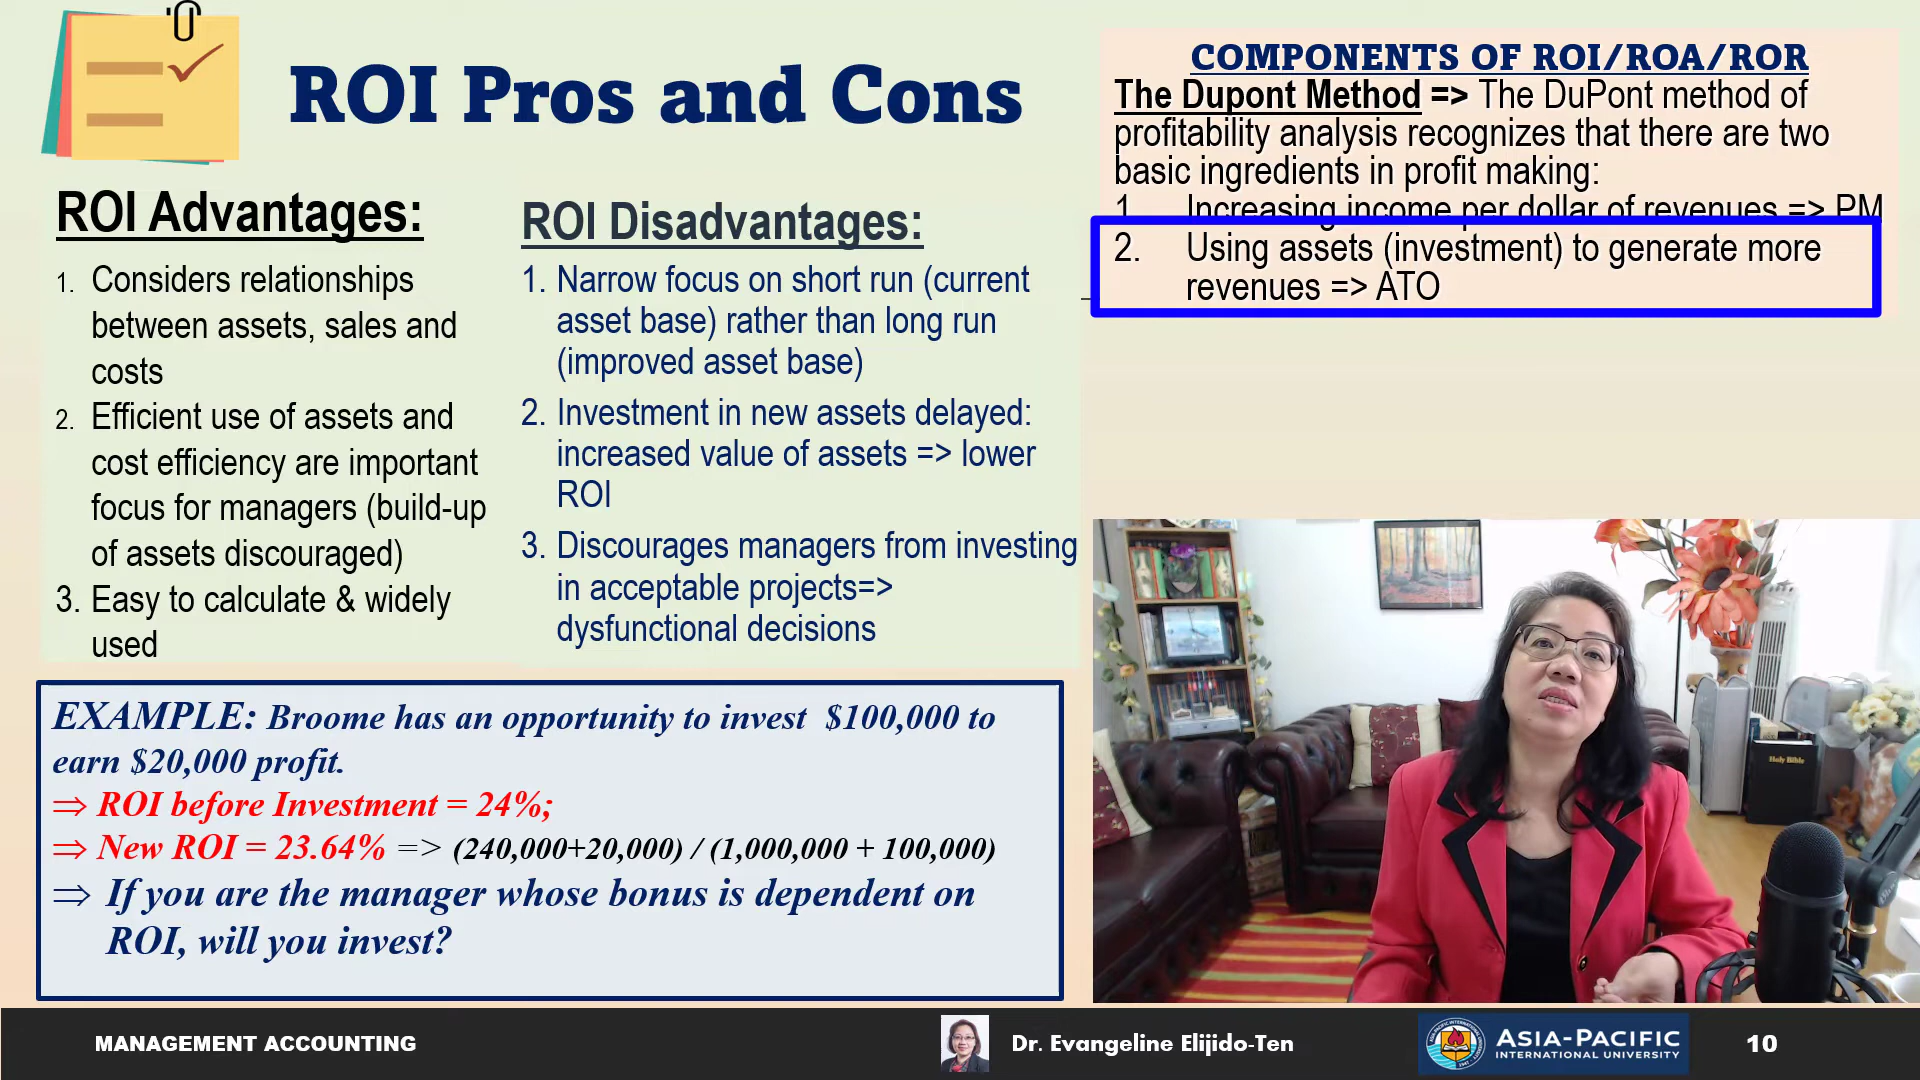 ROI Pros and Cons
ROI Advantages:
1. Considers relationships
between assets, sales and
costs
2. Efficient use of assets and
cost efficiency are important
focus for managers (build-up
of assets discouraged)
3. Easy to calculate & widely
used
ROI Disadvantages:
1. Narrow focus on short run (current
asset base) rather than long run
(improved asset base)
2. Investment in new assets delayed:
increased value of assets => lower
ROI
3. Discourages managers from investing
in acceptable projects=>
dysfunctional decisions
EXAMPLE: Broome has an opportunity to invest $100,000 to
earn $20,000 profit.
⇒ ROI before Investment = 24%;
⇒ New ROI = 23.64% => (240,000+20,000) / (1,000,000 + 100,000)
⇒ If you are the manager whose bonus is dependent on
ROI, will you invest?
COMPONENTS OF ROI/ROA/ROR
The Dupont Method => The DuPont method of
profitability analysis recognizes that there are two
basic ingredients in profit making:
1. Increasing income per dollar of revenues => PM
2. Using assets (investment) to generate more
revenues => ATO
Holy Bible
MANAGEMENT ACCOUNTING
Dr. Evangeline Elijido-Ten
ASIA-PACIFIC
INTERNATIONAL UNIVERSITY
10